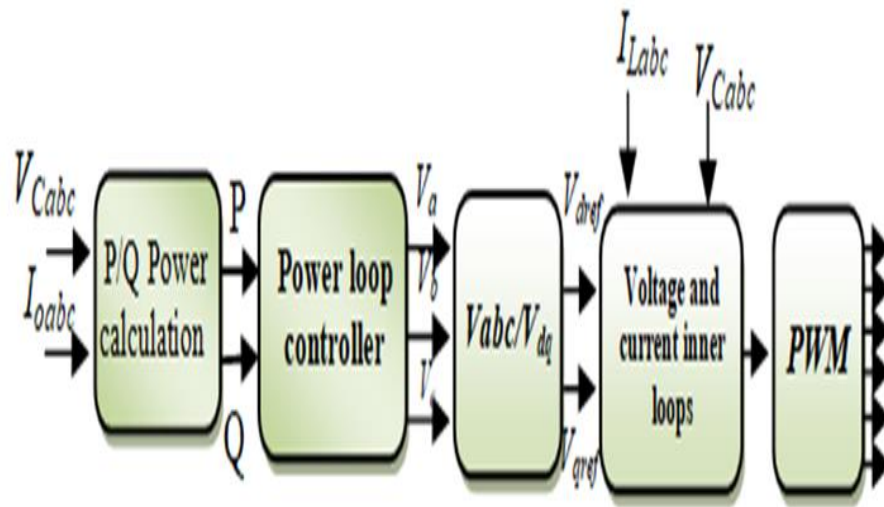 I_Labc
V_Cabc
V_Cabc
I_oabc
P/Q Power
calculation
P
Q
Power loop
controller
V_a
V_b
V
Vabc/V_dq
V_dref
V_qref
Voltage and
current inner
loops
PWM